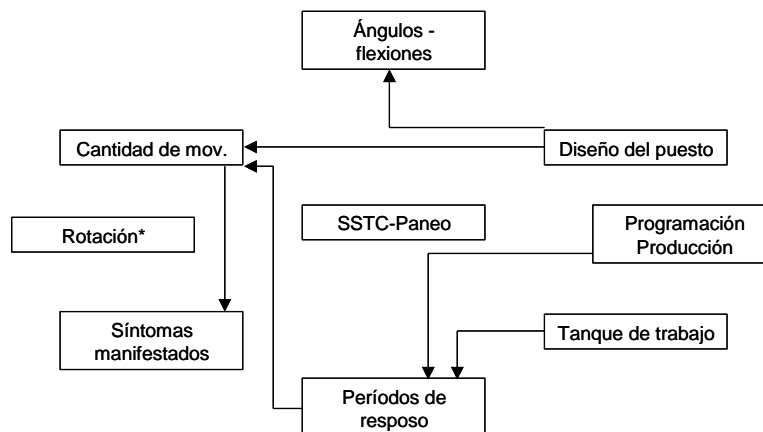 Ángulos -
flexiones
Cantidad de mov.
Diseño del puesto
Rotación*
SSTC-Paneo
Programación
Producción
Síntomas
manifestados
Tanque de trabajo
Períodos de
resposo